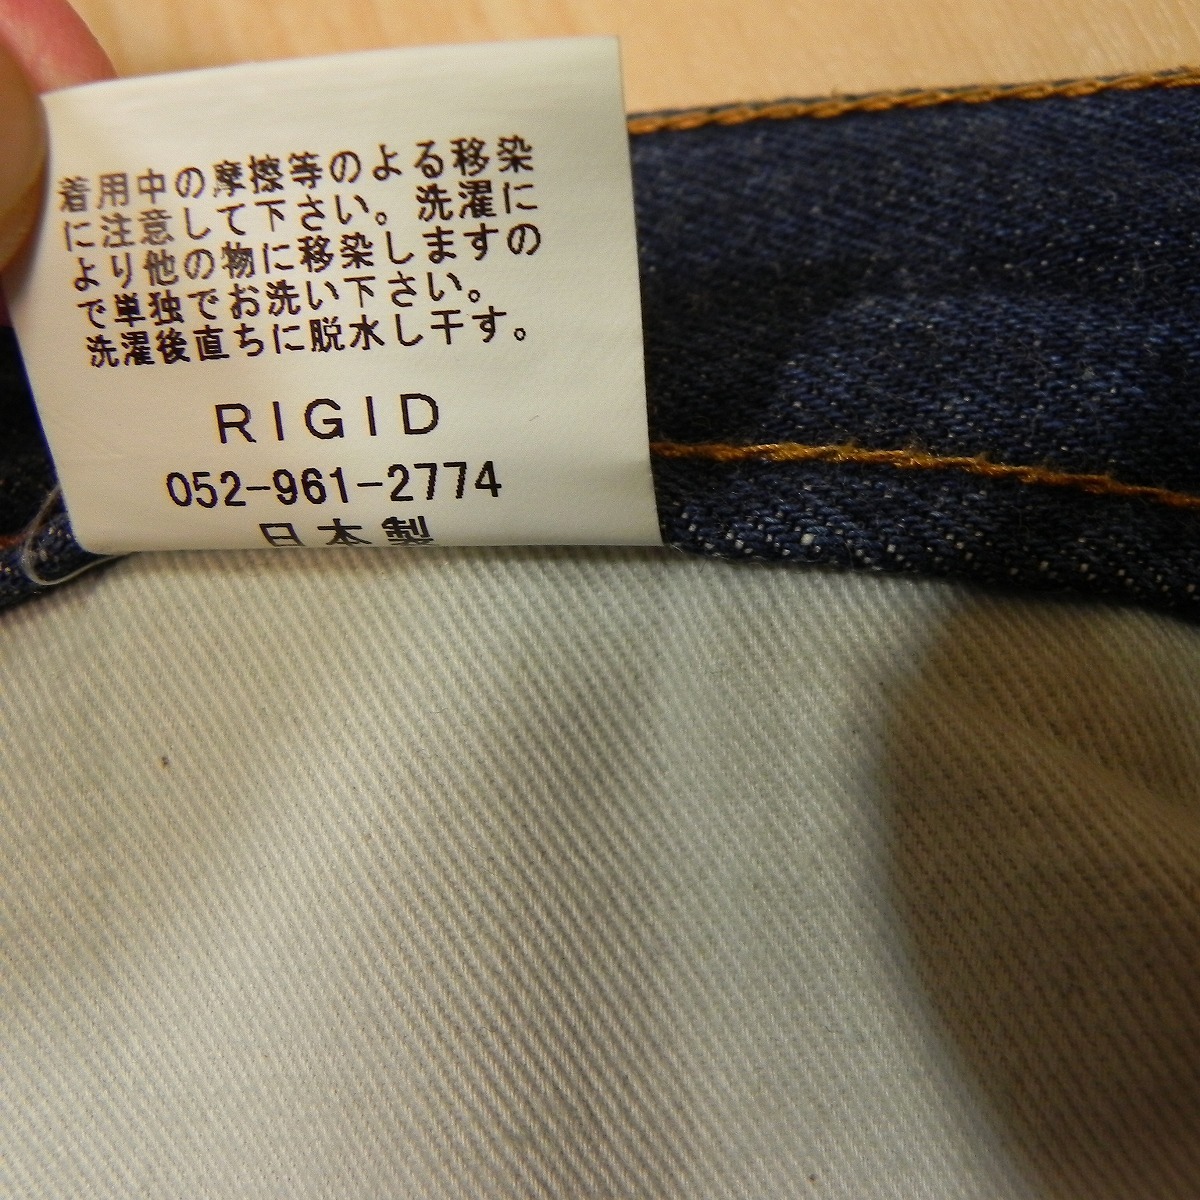 着用中の摩擦等のよる移染
に注意して下さい。洗濯に
より他の物に移染しますの
で単独でお洗い下さい。
洗濯後直ちに脱水し干す。
RIGID
052-961-2774
日本製